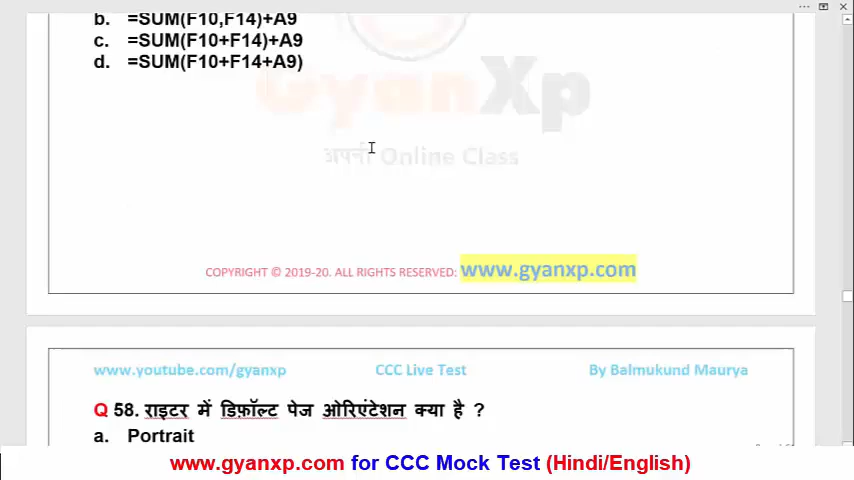 b. =SUM(F10,F14)+A9
c. =SUM(F10+F14)+A9
d. =SUM(F10+F14+A9)
GyanXp
अपनी Online Class
COPYRIGHT © 2019-20. ALL RIGHTS RESERVED: www.gyanxp.com
www.youtube.com/gyanxp CCC Live Test By Balmukund Maurya
Q 58. राइटर में डिफ़ॉल्ट पेज ओरिएंटेशन क्या है ?
a. Portrait
www.gyanxp.com for CCC Mock Test (Hindi/English)